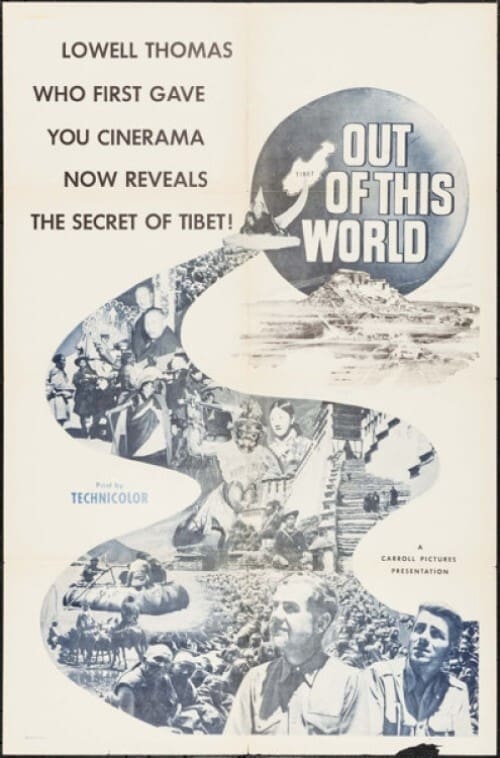 LOWELL THOMAS
WHO FIRST GAVE
YOU CINERAMA
NOW REVEALS
THE SECRET OF TIBET!
TIBET
OUT
OF THIS
WORLD
Print by
TECHNICOLOR
A
CARROLL PICTURES
PRESENTATION